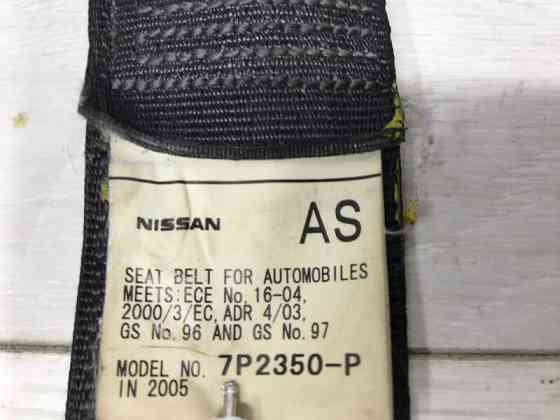 NISSAN AS
SEAT BELT FOR AUTOMOBILES
MEETS:ECE No.16-04,
2000/3/EC,ADR 4/03,
GS No.96 AND GS No.97
MODEL NO. 7P2350-P
IN 2005